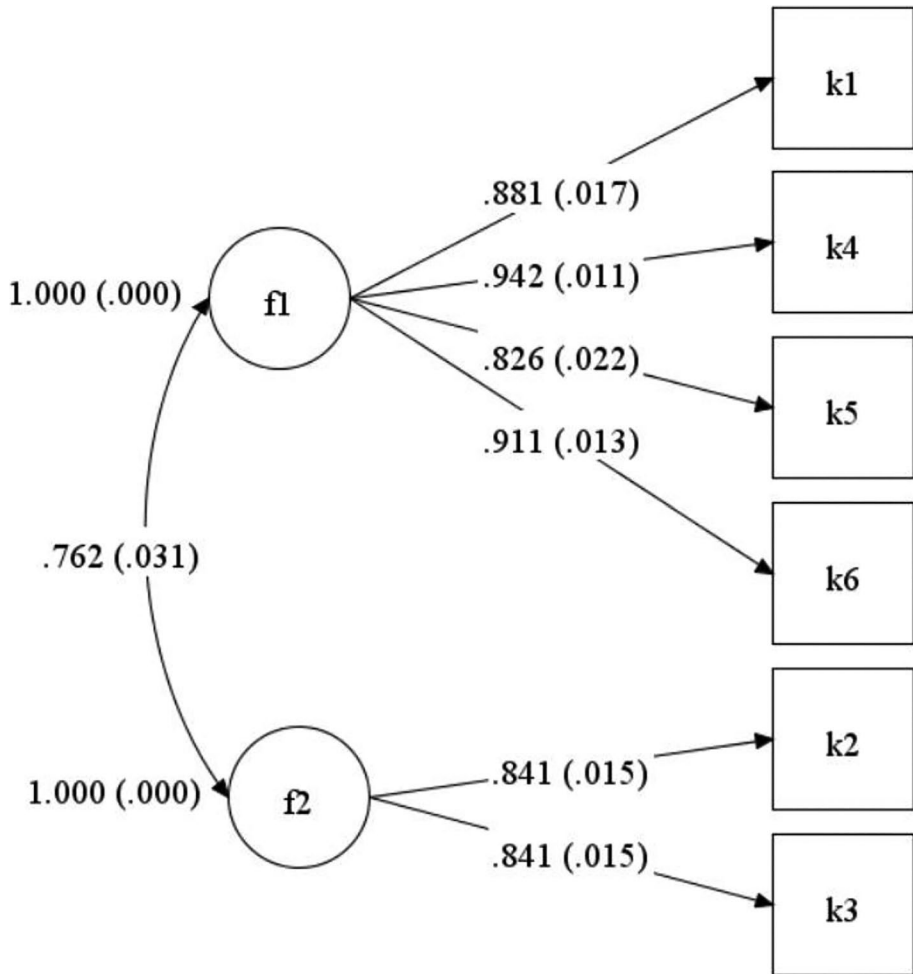 k1
.881 (.017)
k4
.942 (.011)
1.000 (.000)
f1
.826 (.022)
k5
.911 (.013)
.762 (.031)
k6
k2
.841 (.015)
1.000 (.000)
f2
.841 (.015)
k3